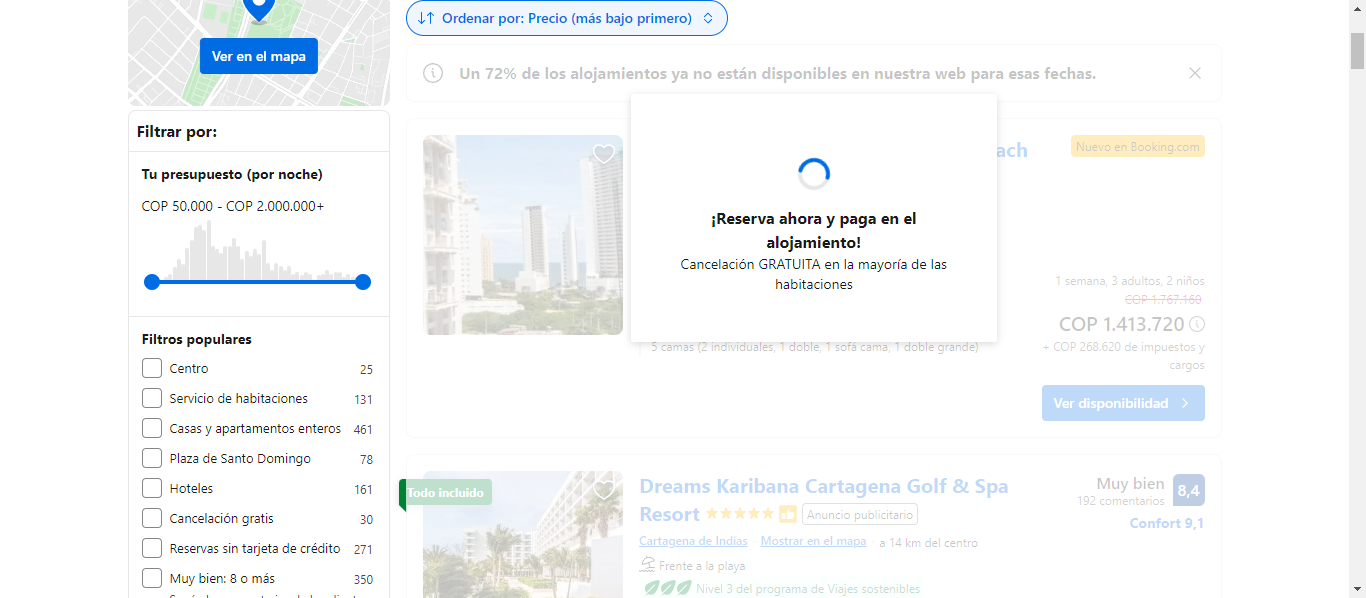 Ver en el mapa
Filtrar por:
Tu presupuesto (por noche)
COP 50.000 - COP 2.000.000+
Filtros populares
Centro 25
Servicio de habitaciones 131
Casas y apartamentos enteros 461
Plaza de Santo Domingo 78
Hoteles 161
Cancelación gratis 30
Reservas sin tarjeta de crédito 271
Muy bien: 8 o más 350
Ordenar por: Precio (más bajo primero)
Un 72% de los alojamientos ya no están disponibles en nuestra web para esas fechas.
¡Reserva ahora y paga en el
alojamiento!
Cancelación GRATUITA en la mayoría de las
habitaciones
ach
Nuevo en Booking.com
1 semana, 3 adultos, 2 niños
COP 1.767.160
COP 1.413.720
+ COP 268.620 de impuestos y
cargos
5 camas (2 individuales, 1 doble, 1 sofá cama, 1 doble grande)
Ver disponibilidad
Todo incluido
Dreams Karibana Cartagena Golf & Spa
Resort Anuncio publicitario
Muy bien 8,4
192 comentarios
Confort 9,1
Cartagena de Indias Mostrar en el mapa a 14 km del centro
Frente a la playa
Nivel 3 del programa de Viajes sostenibles